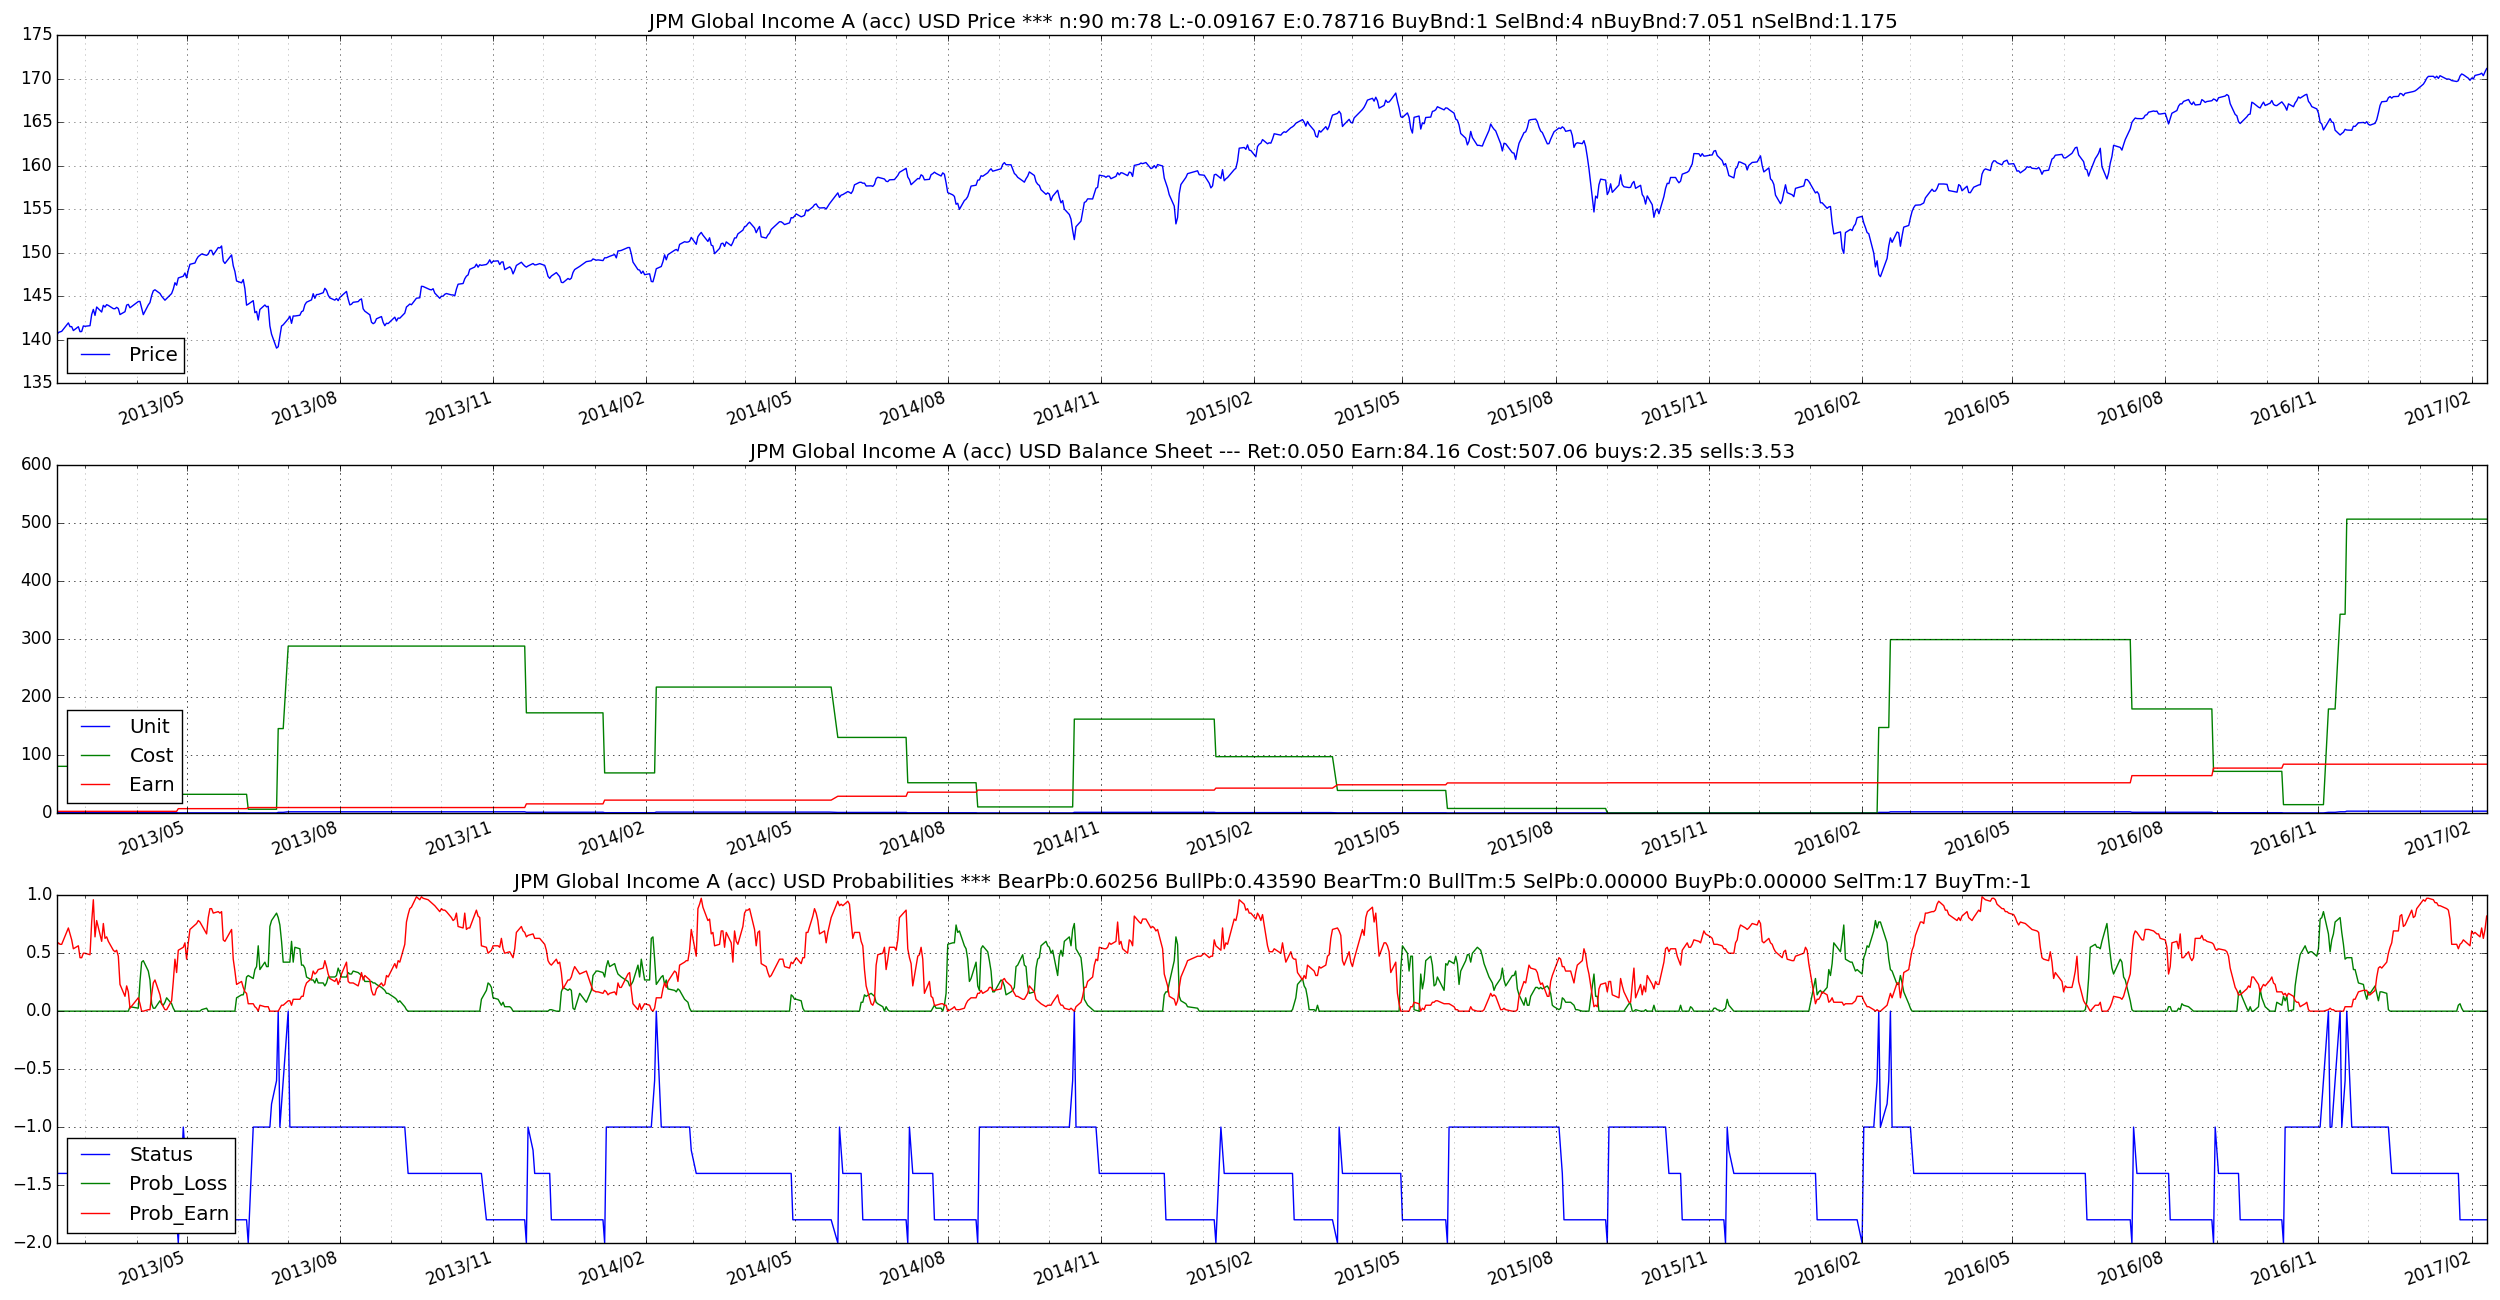 JPM Global Income A (acc) USD Price *** n:90 m:78 L:-0.09167 E:0.78716 BuyBnd:1 SelBnd:4 nBuyBnd:7.051 nSelBnd:1.175
175
170
165
160
155
150
145
140
135
Price
2013/05 2013/08 2013/11 2014/02 2014/05 2014/08 2014/11 2015/02 2015/05 2015/08 2015/11 2016/02 2016/05 2016/08 2016/11 2017/02
JPM Global Income A (acc) USD Balance Sheet --- Ret:0.050 Earn:84.16 Cost:507.06 buys:2.35 sells:3.53
600
500
400
300
200
100
0
Unit
Cost
Earn
2013/05 2013/08 2013/11 2014/02 2014/05 2014/08 2014/11 2015/02 2015/05 2015/08 2015/11 2016/02 2016/05 2016/08 2016/11 2017/02
JPM Global Income A (acc) USD Probabilities *** BearPb:0.60256 BullPb:0.43590 BearTm:0 BullTm:5 SelPb:0.00000 BuyPb:0.00000 SelTm:17 BuyTm:-1
1.0
0.5
0.0
−0.5
−1.0
−1.5
−2.0
Status
Prob_Loss
Prob_Earn
2013/05 2013/08 2013/11 2014/02 2014/05 2014/08 2014/11 2015/02 2015/05 2015/08 2015/11 2016/02 2016/05 2016/08 2016/11 2017/02